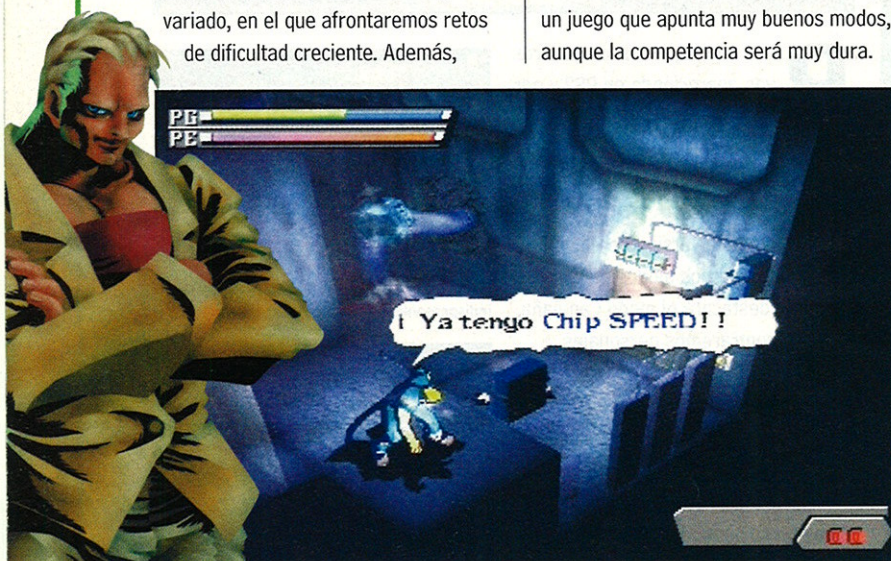 variado, en el que afrontaremos retos
de dificultad creciente. Además,
un juego que apunta muy buenos modos,
aunque la competencia será muy dura.
PG
PE
¡ Ya tengo Chip SPEED!!